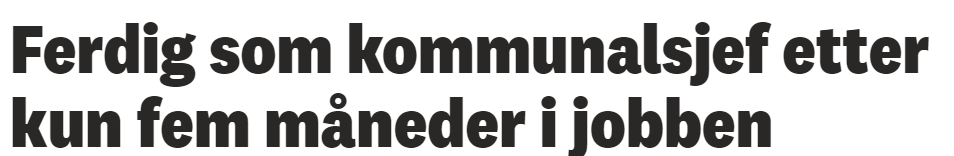 Ferdig som kommunalsjef etter
kun fem måneder i jobben